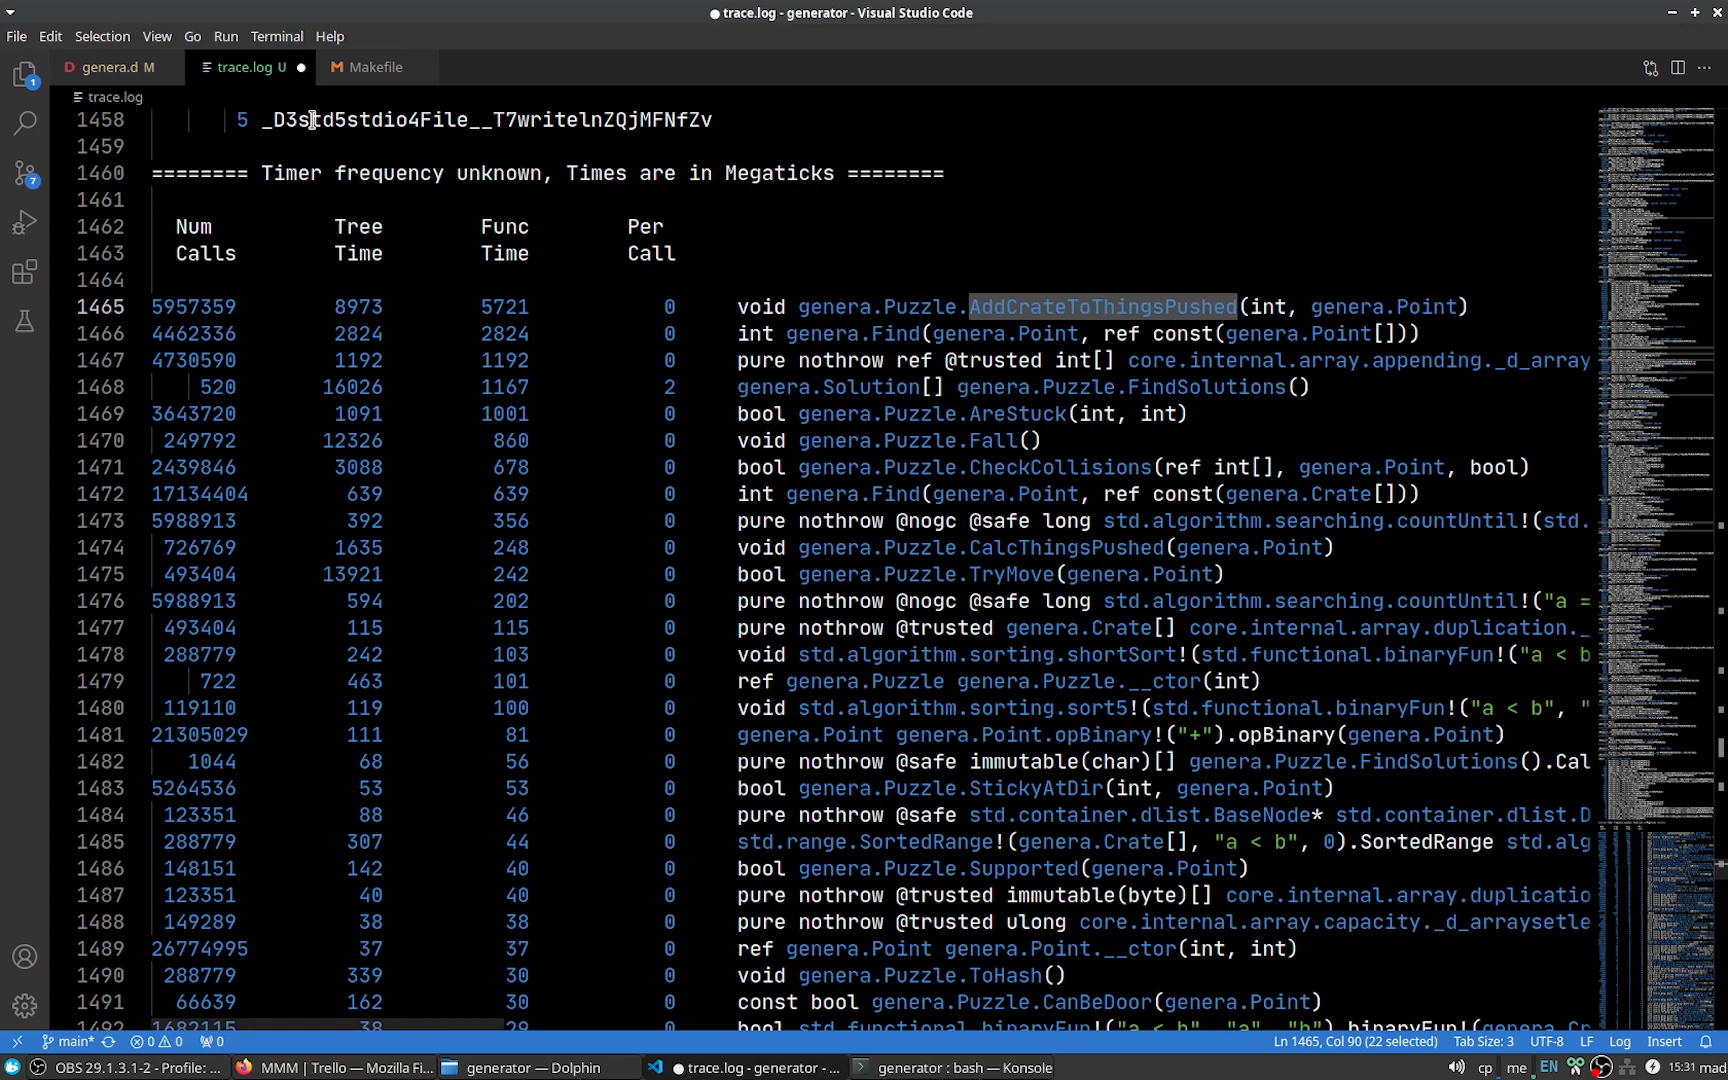 trace.log - generator - Visual Studio Code
File Edit Selection View Go Run Terminal Help
genera.d M trace.log U Makefile
trace.log
1458 5 _D3std5stdio4File__T7writelnZQjMFNfZv
1459
1460 ======== Timer frequency unknown, Times are in Megaticks ========
1461
1462 Num Tree Func Per
1463 Calls Time Time Call
1464
1465 5957359 8973 5721 0 void genera.Puzzle.AddCrateToThingsPushed(int, genera.Point)
1466 4462336 2824 2824 0 int genera.Find(genera.Point, ref const(genera.Point[]))
1467 4730590 1192 1192 0 pure nothrow ref @trusted int[] core.internal.array.appending._d_array
1468 520 16026 1167 2 genera.Solution[] genera.Puzzle.FindSolutions()
1469 3643720 1091 1001 0 bool genera.Puzzle.AreStuck(int, int)
1470 249792 12326 860 0 void genera.Puzzle.Fall()
1471 2439846 3088 678 0 bool genera.Puzzle.CheckCollisions(ref int[], genera.Point, bool)
1472 17134404 639 639 0 int genera.Find(genera.Point, ref const(genera.Crate[]))
1473 5988913 392 356 0 pure nothrow @nogc @safe long std.algorithm.searching.countUntil!(std.
1474 726769 1635 248 0 void genera.Puzzle.CalcThingsPushed(genera.Point)
1475 493404 13921 242 0 bool genera.Puzzle.TryMove(genera.Point)
1476 5988913 594 202 0 pure nothrow @nogc @safe long std.algorithm.searching.countUntil!("a =
1477 493404 115 115 0 pure nothrow @trusted genera.Crate[] core.internal.array.duplication._
1478 288779 242 103 0 void std.algorithm.sorting.shortSort!(std.functional.binaryFun!("a < b
1479 722 463 101 0 ref genera.Puzzle genera.Puzzle.__ctor(int)
1480 119110 119 100 0 void std.algorithm.sorting.sort5!(std.functional.binaryFun!("a < b", "
1481 21305029 111 81 0 genera.Point genera.Point.opBinary!("+").opBinary(genera.Point)
1482 1044 68 56 0 pure nothrow @safe immutable(char)[] genera.Puzzle.FindSolutions().Cal
1483 5264536 53 53 0 bool genera.Puzzle.StickyAtDir(int, genera.Point)
1484 123351 88 46 0 pure nothrow @safe std.container.dlist.BaseNode* std.container.dlist.D
1485 288779 307 44 0 std.range.SortedRange!(genera.Crate[], "a < b", 0).SortedRange std.alg
1486 148151 142 40 0 bool genera.Puzzle.Supported(genera.Point)
1487 123351 40 40 0 pure nothrow @trusted immutable(byte)[] core.internal.array.duplicatio
1488 149289 38 38 0 pure nothrow @trusted ulong core.internal.array.capacity._d_arraysetle
1489 26774995 37 37 0 ref genera.Point genera.Point.__ctor(int, int)
1490 288779 339 30 0 void genera.Puzzle.ToHash()
1491 66639 162 30 0 const bool genera.Puzzle.CanBeDoor(genera.Point)
1492 1682115 38 29 bool std.functional.binaryFun!("a < b", "a", "b").binaryFun!(genera.Cr
main* 0 0 0 Ln 1465, Col 90 (22 selected) Tab Size: 3 UTF-8 LF Log Insert
OBS 29.1.3.1-2 - Profile: ... MMM | Trello — Mozilla Fi... generator — Dolphin trace.log - generator - ... generator : bash — Konsole cp me EN 15:31 mad